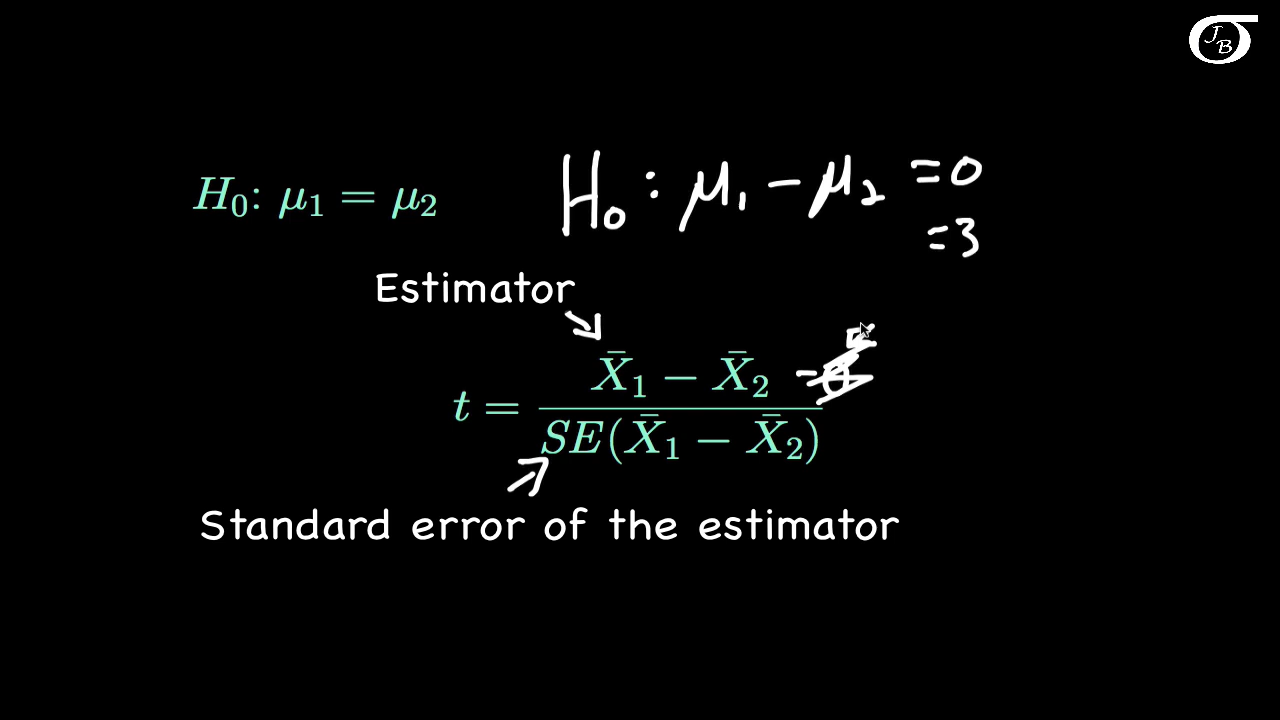 JB
H₀: μ₁ = μ₂
H₀: μ₁ − μ₂ = 0
= 3
Estimator
X̄₁ − X̄₂ −
t =
SE(X̄₁ − X̄₂)
Standard error of the estimator